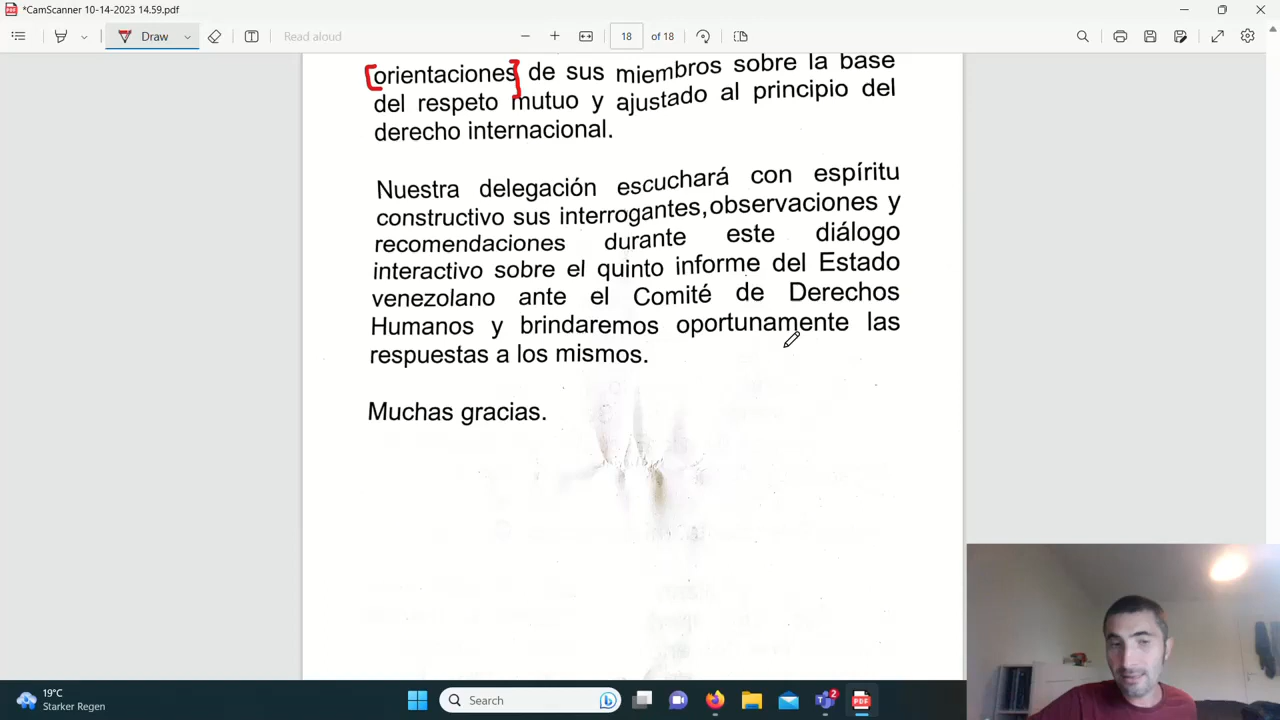 *CamScanner 10-14-2023 14.59.pdf
Draw
Read aloud
18
of 18
orientaciones de sus miembros sobre la base
del respeto mutuo y ajustado al principio del
derecho internacional.
Nuestra delegación escuchará con espíritu
constructivo sus interrogantes, observaciones y
recomendaciones durante este diálogo
interactivo sobre el quinto informe del Estado
venezolano ante el Comité de Derechos
Humanos y brindaremos oportunamente las
respuestas a los mismos.
Muchas gracias.
19°C
Starker Regen
Search
2